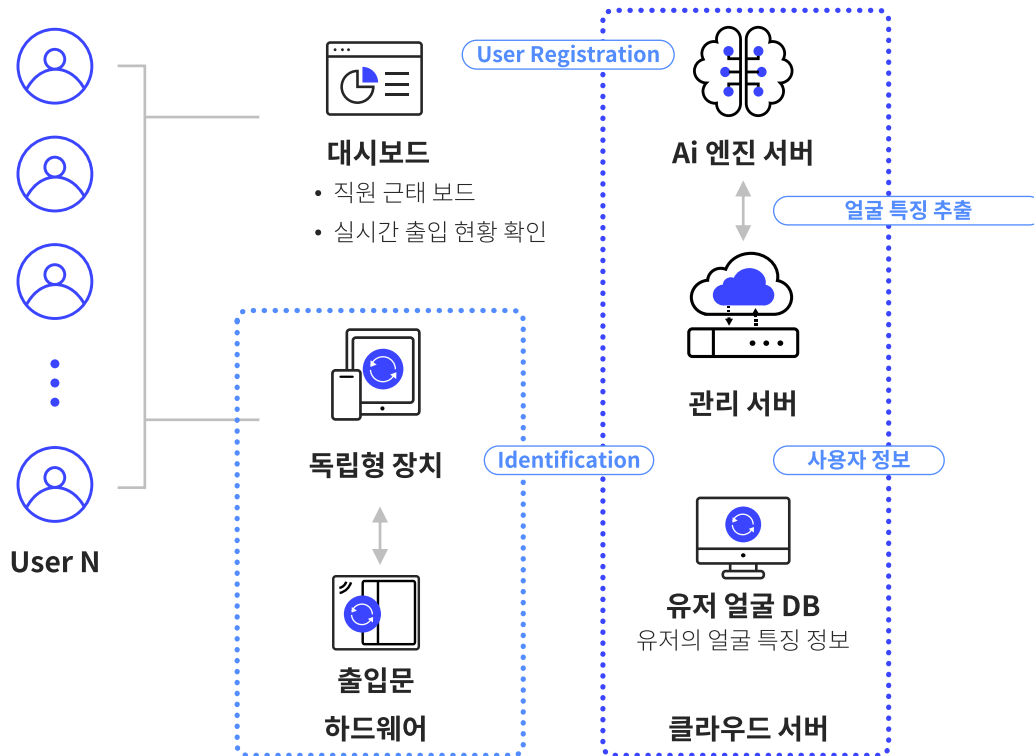 User N
대시보드
• 직원 근태 보드
• 실시간 출입 현황 확인
독립형 장치
출입문
하드웨어
User Registration
Identification
Ai 엔진 서버
얼굴 특징 추출
관리 서버
사용자 정보
유저 얼굴 DB
유저의 얼굴 특징 정보
클라우드 서버